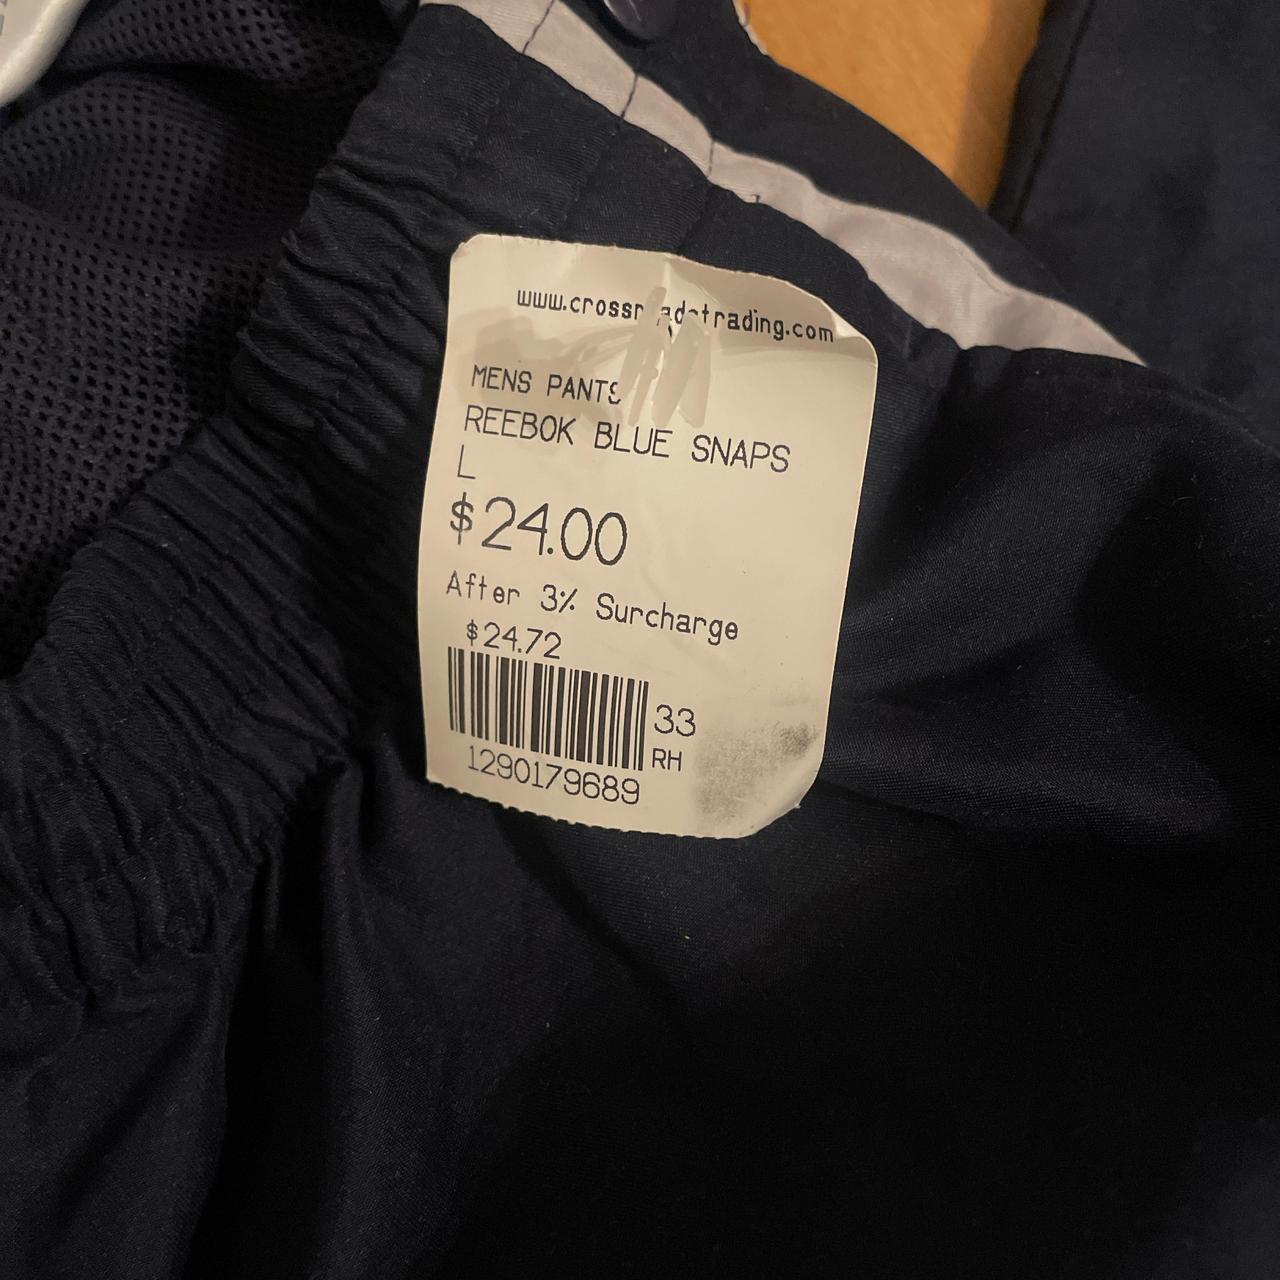 www.crossroadstrading.com
MENS PANTS
REEBOK BLUE SNAPS
L
$24.00
After 3% Surcharge
$24.72
33
RH
1290179689